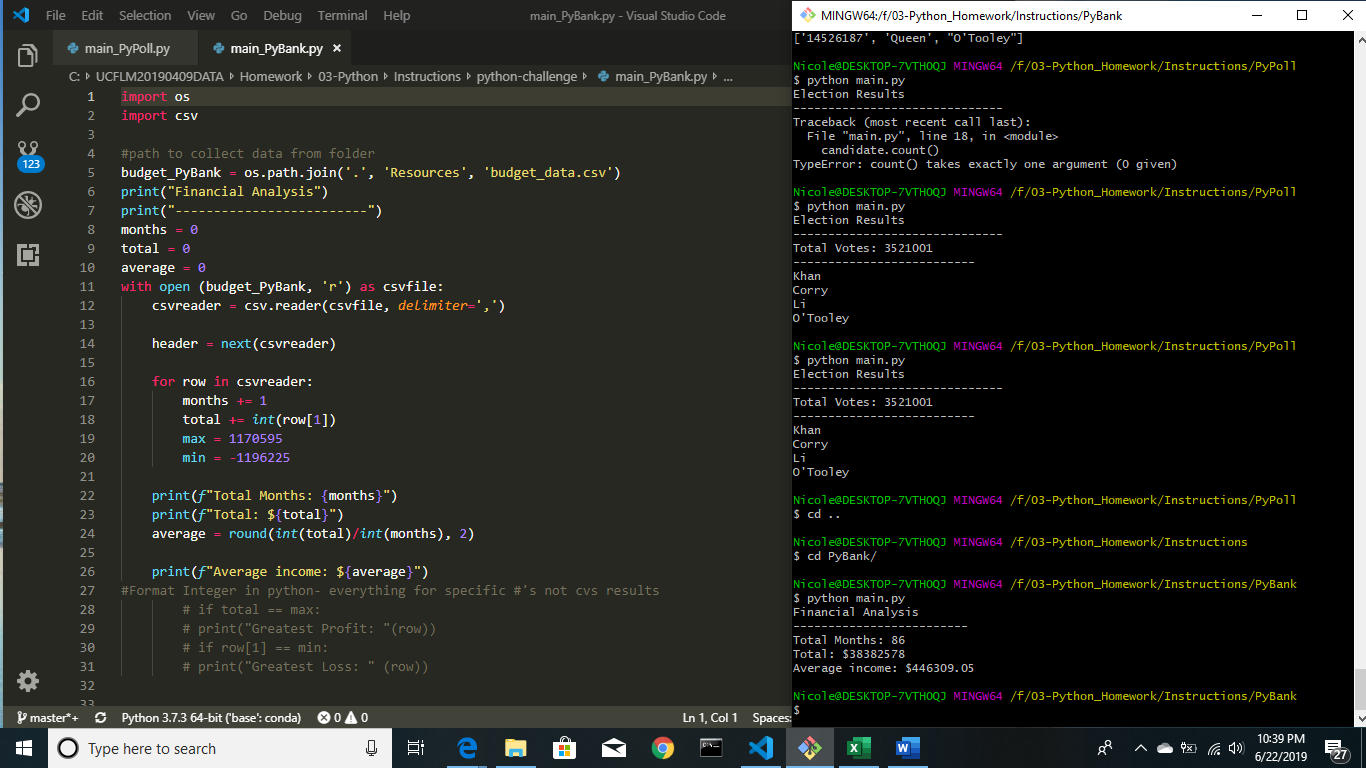 File Edit Selection View Go Debug Terminal Help main_PyBank.py - Visual Studio Code
main_PyPoll.py main_PyBank.py ×
C: › UCFLM20190409DATA › Homework › 03-Python › Instructions › python-challenge › main_PyBank.py › ...
123
1 import os
2 import csv
3
4 #path to collect data from folder
5 budget_PyBank = os.path.join('.', 'Resources', 'budget_data.csv')
6 print("Financial Analysis")
7 print("-------------------------")
8 months = 0
9 total = 0
10 average = 0
11 with open (budget_PyBank, 'r') as csvfile:
12 csvreader = csv.reader(csvfile, delimiter=',')
13
14 header = next(csvreader)
15
16 for row in csvreader:
17 months += 1
18 total += int(row[1])
19 max = 1170595
20 min = -1196225
21
22 print(f"Total Months: {months}")
23 print(f"Total: ${total}")
24 average = round(int(total)/int(months), 2)
25
26 print(f"Average income: ${average}")
27 #Format Integer in python- everything for specific #'s not cvs results
28 # if total == max:
29 # print("Greatest Profit: "(row))
30 # if row[1] == min:
31 # print("Greatest Loss: " (row))
32
33
master*+ Python 3.7.3 64-bit ('base': conda) 0 0 Ln 1, Col 1 Spaces:
MINGW64:/f/03-Python_Homework/Instructions/PyBank
['14526187', 'Queen', "O'Tooley"]
Nicole@DESKTOP-7VTHOQJ MINGW64 /f/03-Python_Homework/Instructions/PyPoll
$ python main.py
Election Results
------------------------------
Traceback (most recent call last):
File "main.py", line 18, in <module>
candidate.count()
TypeError: count() takes exactly one argument (0 given)
Nicole@DESKTOP-7VTHOQJ MINGW64 /f/03-Python_Homework/Instructions/PyPoll
$ python main.py
Election Results
------------------------------
Total Votes: 3521001
--------------------------
Khan
Corry
Li
O'Tooley
Nicole@DESKTOP-7VTHOQJ MINGW64 /f/03-Python_Homework/Instructions/PyPoll
$ python main.py
Election Results
------------------------------
Total Votes: 3521001
--------------------------
Khan
Corry
Li
O'Tooley
Nicole@DESKTOP-7VTHOQJ MINGW64 /f/03-Python_Homework/Instructions/PyPoll
$ cd ..
Nicole@DESKTOP-7VTHOQJ MINGW64 /f/03-Python_Homework/Instructions
$ cd PyBank/
Nicole@DESKTOP-7VTHOQJ MINGW64 /f/03-Python_Homework/Instructions/PyBank
$ python main.py
Financial Analysis
-------------------------
Total Months: 86
Total: $38382578
Average income: $446309.05
Nicole@DESKTOP-7VTHOQJ MINGW64 /f/03-Python_Homework/Instructions/PyBank
$
Type here to search
10:39 PM
6/22/2019
27